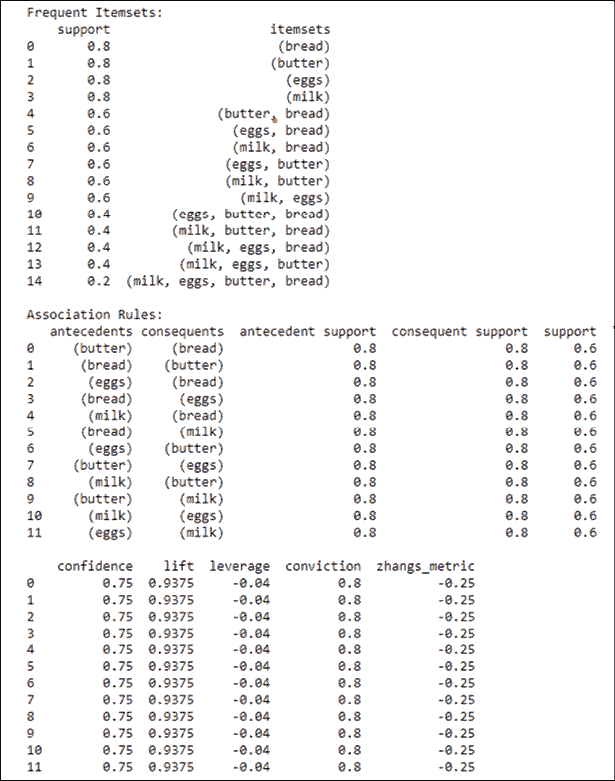 Frequent Itemsets:
support itemsets
0 0.8 (bread)
1 0.8 (butter)
2 0.8 (eggs)
3 0.8 (milk)
4 0.6 (butter, bread)
5 0.6 (eggs, bread)
6 0.6 (milk, bread)
7 0.6 (eggs, butter)
8 0.6 (milk, butter)
9 0.6 (milk, eggs)
10 0.4 (eggs, butter, bread)
11 0.4 (milk, butter, bread)
12 0.4 (milk, eggs, bread)
13 0.4 (milk, eggs, butter)
14 0.2 (milk, eggs, butter, bread)
Association Rules:
antecedents consequents antecedent support consequent support support
0 (butter) (bread) 0.8 0.8 0.6
1 (bread) (butter) 0.8 0.8 0.6
2 (eggs) (bread) 0.8 0.8 0.6
3 (bread) (eggs) 0.8 0.8 0.6
4 (milk) (bread) 0.8 0.8 0.6
5 (bread) (milk) 0.8 0.8 0.6
6 (eggs) (butter) 0.8 0.8 0.6
7 (butter) (eggs) 0.8 0.8 0.6
8 (milk) (butter) 0.8 0.8 0.6
9 (butter) (milk) 0.8 0.8 0.6
10 (milk) (eggs) 0.8 0.8 0.6
11 (eggs) (milk) 0.8 0.8 0.6
confidence lift leverage conviction zhangs_metric
0 0.75 0.9375 -0.04 0.8 -0.25
1 0.75 0.9375 -0.04 0.8 -0.25
2 0.75 0.9375 -0.04 0.8 -0.25
3 0.75 0.9375 -0.04 0.8 -0.25
4 0.75 0.9375 -0.04 0.8 -0.25
5 0.75 0.9375 -0.04 0.8 -0.25
6 0.75 0.9375 -0.04 0.8 -0.25
7 0.75 0.9375 -0.04 0.8 -0.25
8 0.75 0.9375 -0.04 0.8 -0.25
9 0.75 0.9375 -0.04 0.8 -0.25
10 0.75 0.9375 -0.04 0.8 -0.25
11 0.75 0.9375 -0.04 0.8 -0.25